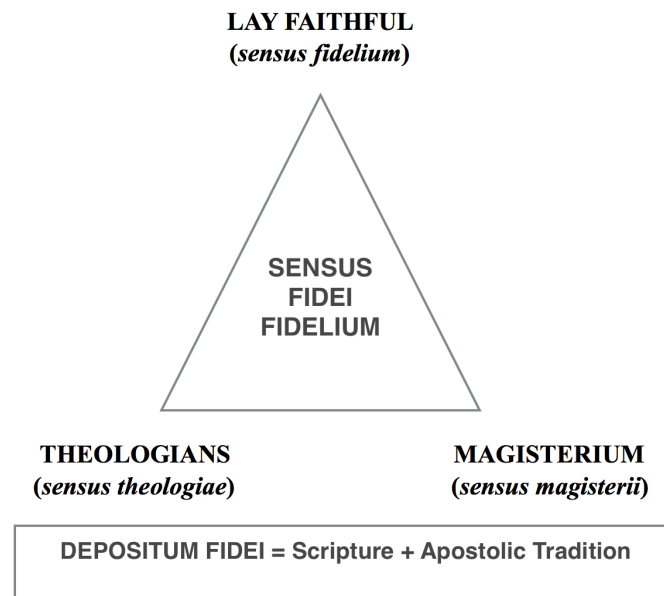 LAY FAITHFUL
(sensus fidelium)
SENSUS
FIDEI
FIDELIUM
THEOLOGIANS
(sensus theologiae)
MAGISTERIUM
(sensus magisterii)
DEPOSITUM FIDEI = Scripture + Apostolic Tradition